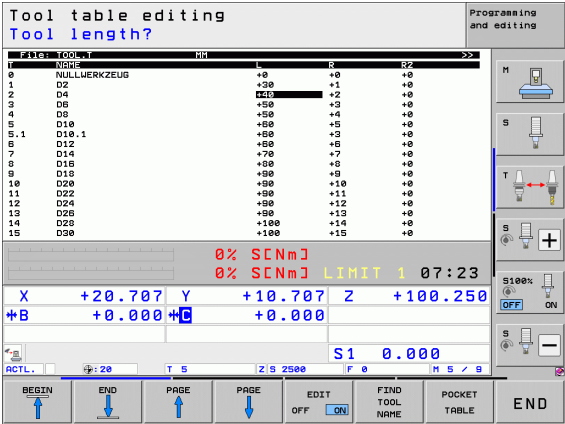 Tool table editing
Tool length?
Programming
and editing
File: TOOL.T MM >>
T NAME L R R2
0 NULLWERKZEUG +0 +0 +0
1 D2 +30 +1 +0
2 D4 +40 +2 +0
3 D6 +50 +3 +0
4 D8 +50 +4 +0
5 D10 +60 +5 +0
5.1 D10.1 +60 +3 +0
6 D12 +60 +6 +0
7 D14 +70 +7 +0
8 D16 +80 +8 +0
9 D18 +90 +9 +0
10 D20 +90 +10 +0
11 D22 +90 +11 +0
12 D24 +90 +12 +0
13 D26 +90 +13 +0
14 D28 +100 +14 +0
15 D30 +100 +15 +0
0% S[Nm]
0% S[Nm] LIMIT 1 07:23
X +20.707 Y +10.707 Z +100.250
B +0.000 C +0.000
S1 0.000
ACTL. :20 T 5 Z S 2500 F 0 M 5 / 9
M
S
T
S +
S100%
OFF ON
S −
BEGIN
END
PAGE
PAGE
EDIT
OFF ON
FIND
TOOL
NAME
POCKET
TABLE
END